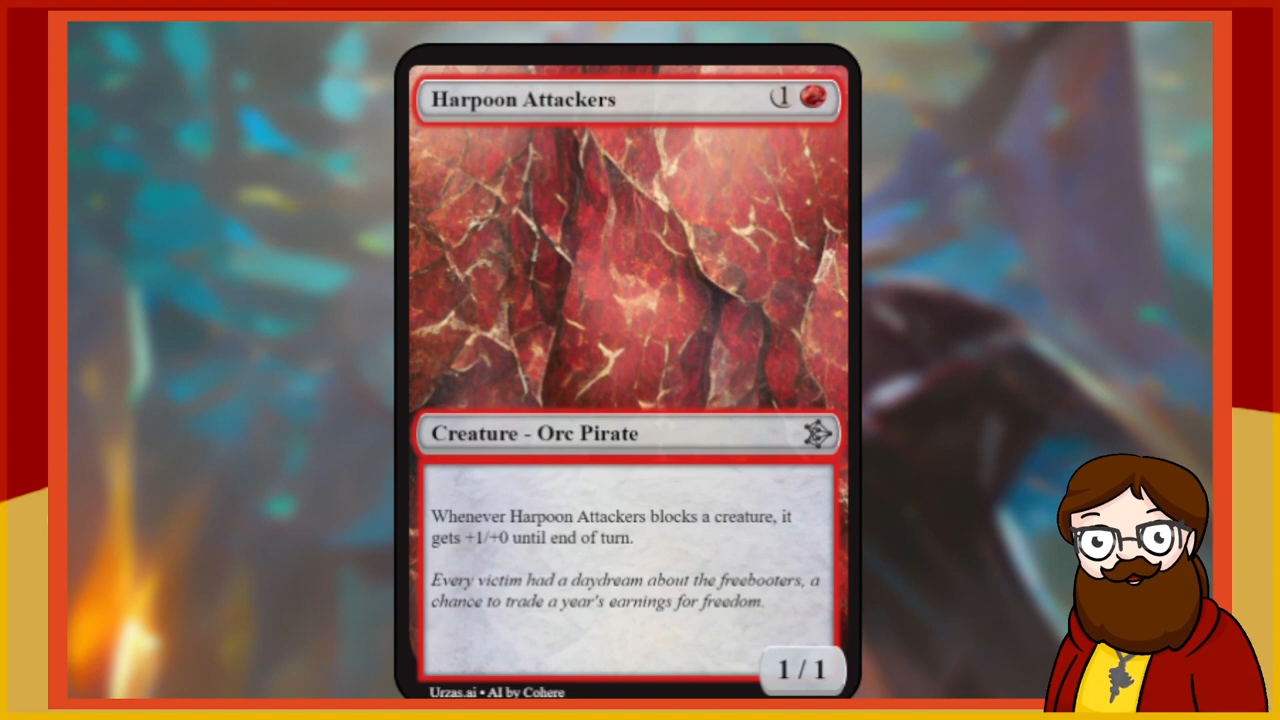 Harpoon Attackers 1
Creature - Orc Pirate
Whenever Harpoon Attackers blocks a creature, it
gets +1/+0 until end of turn.
Every victim had a daydream about the freebooters, a
chance to trade a year's earnings for freedom.
1 / 1
Urzas.ai • AI by Cohere